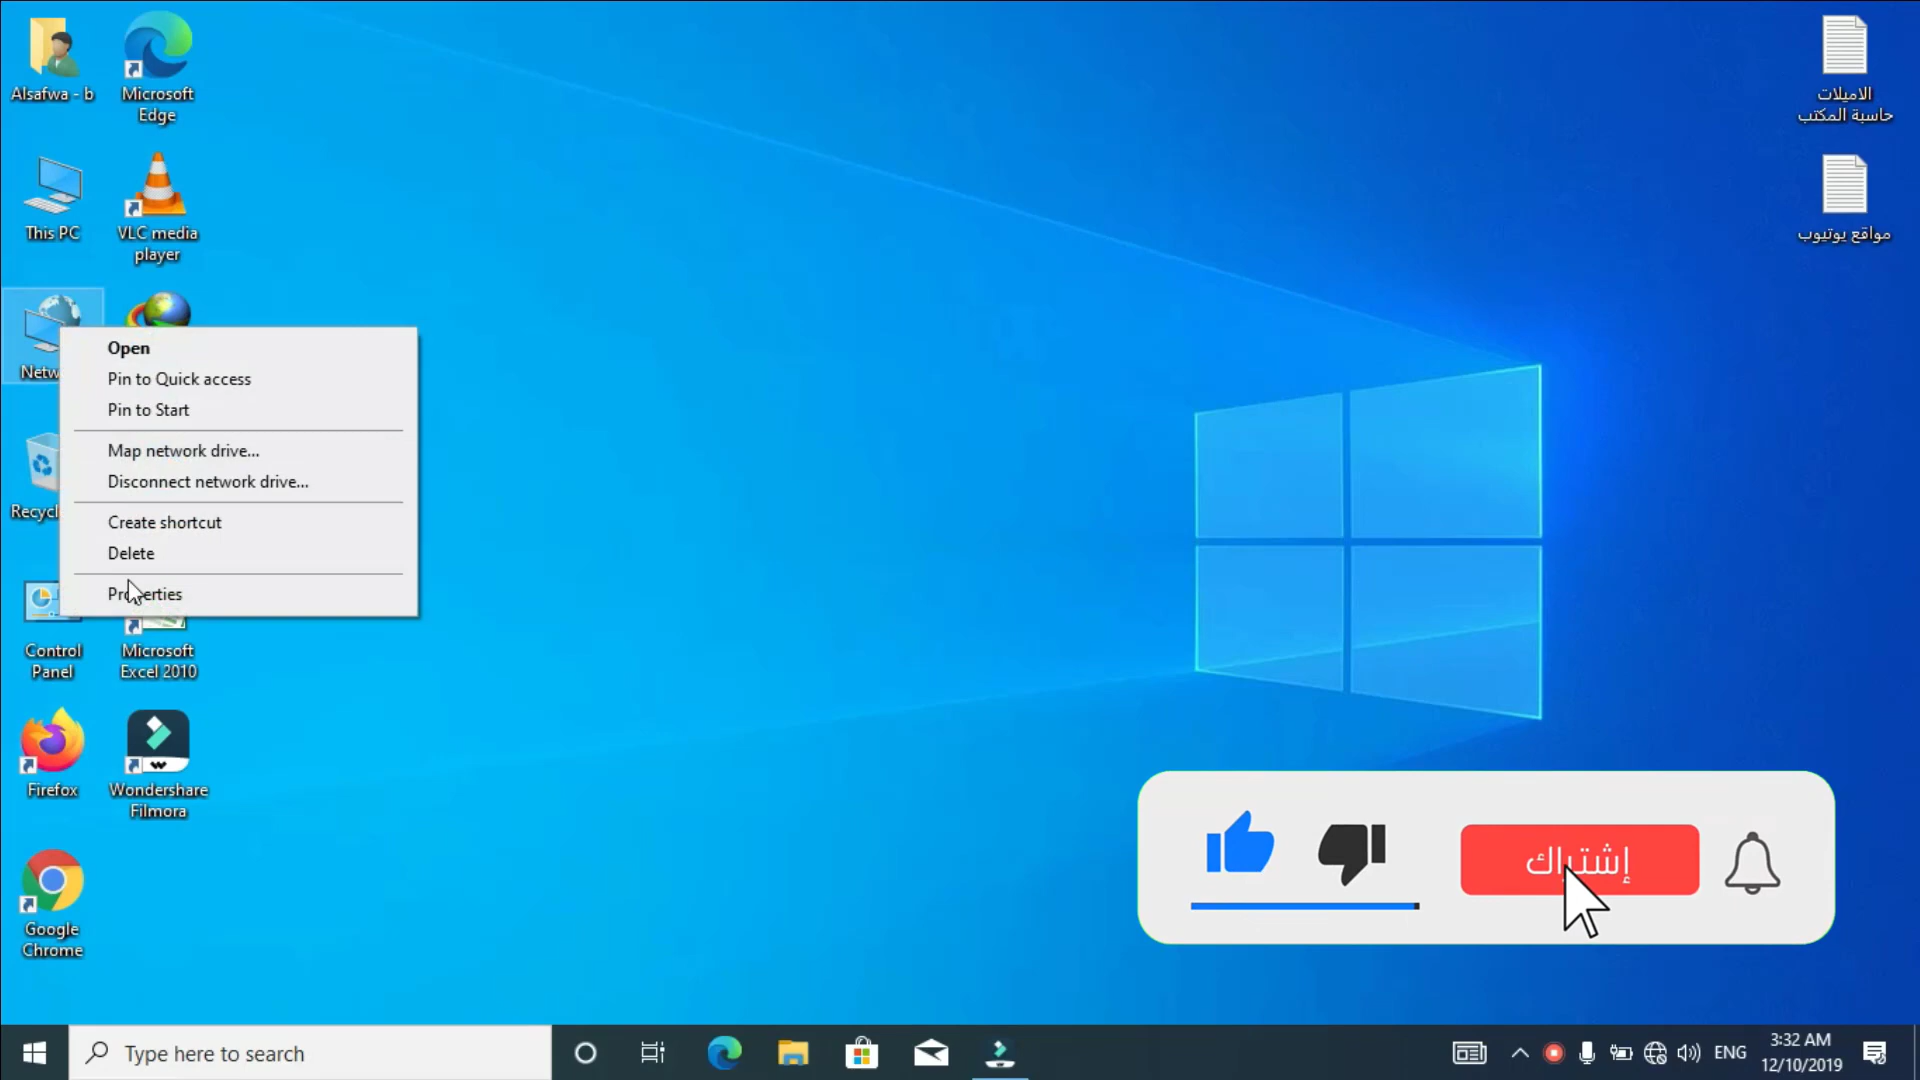 Alsafwa - b
Microsoft
Edge
الاميلات
حاسبة المكتب
This PC
VLC media
player
مواقع يوتيوب
Open
Pin to Quick access
Pin to Start
Map network drive...
Disconnect network drive...
Create shortcut
Delete
Properties
Control
Panel
Microsoft
Excel 2010
Firefox
Wondershare
Filmora
إشتراك
Google
Chrome
Type here to search
ENG
3:32 AM
12/10/2019